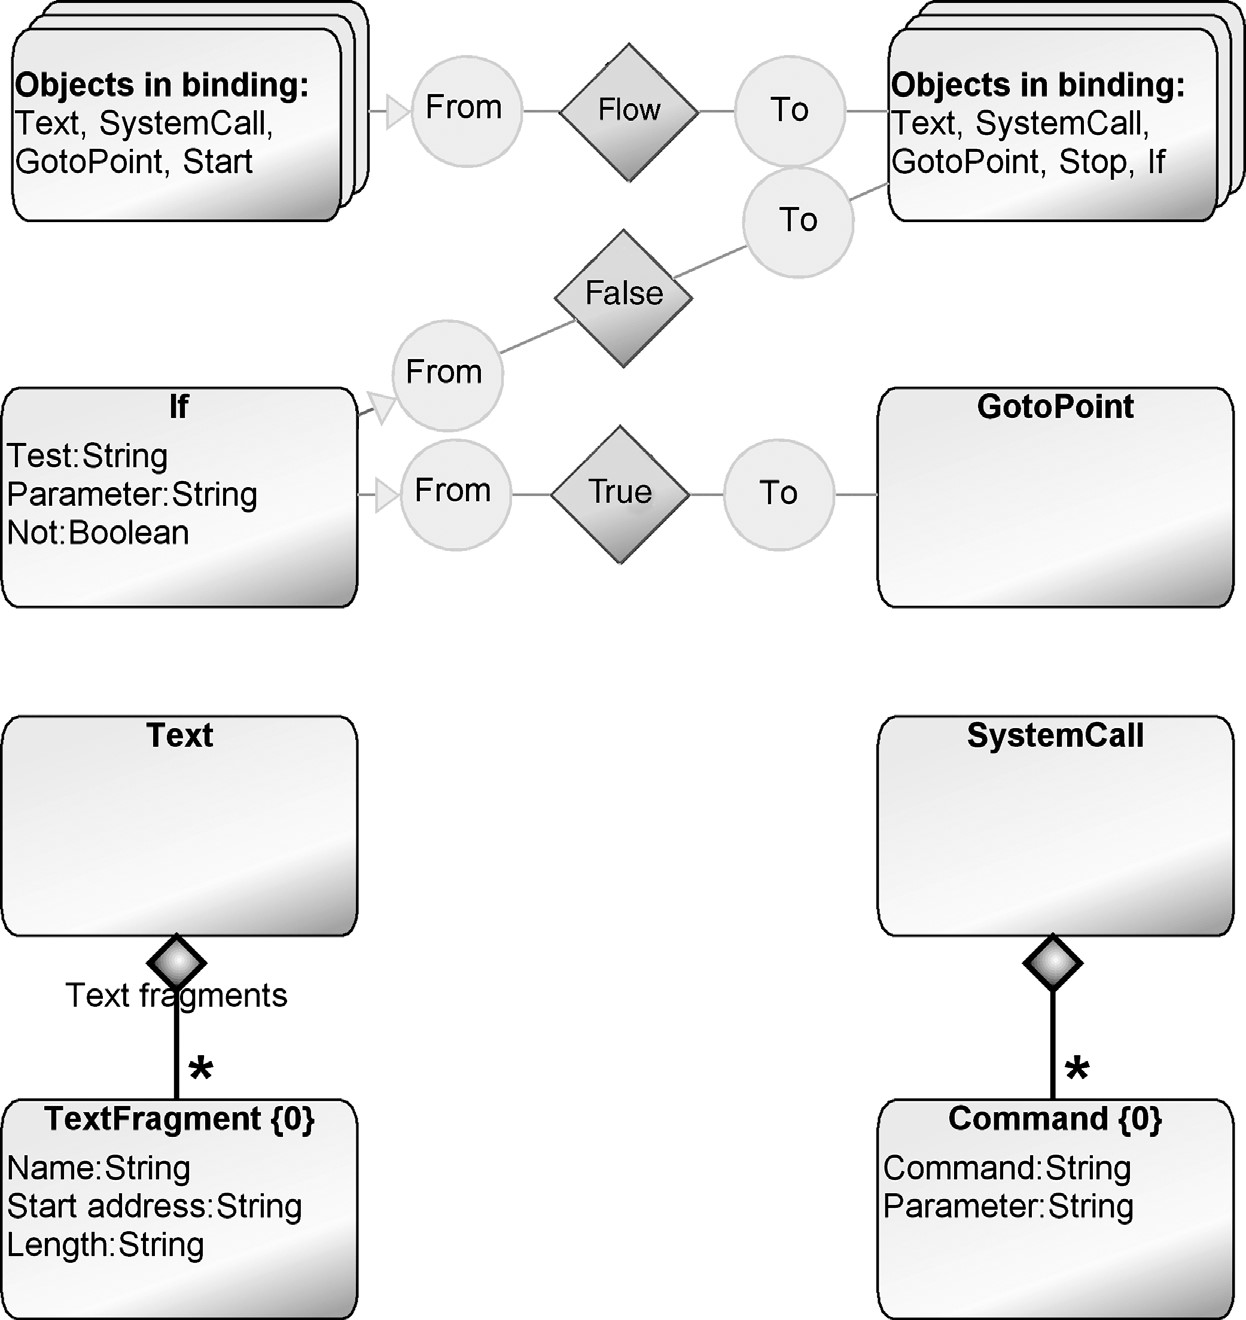 Objects in binding:
Text, SystemCall,
GotoPoint, Start
From
Flow
To
Objects in binding:
Text, SystemCall,
GotoPoint, Stop, If
To
False
From
If
Test:String
Parameter:String
Not:Boolean
From
True
To
GotoPoint
Text
Text fragments
*
TextFragment {0}
Name:String
Start address:String
Length:String
SystemCall
*
Command {0}
Command:String
Parameter:String